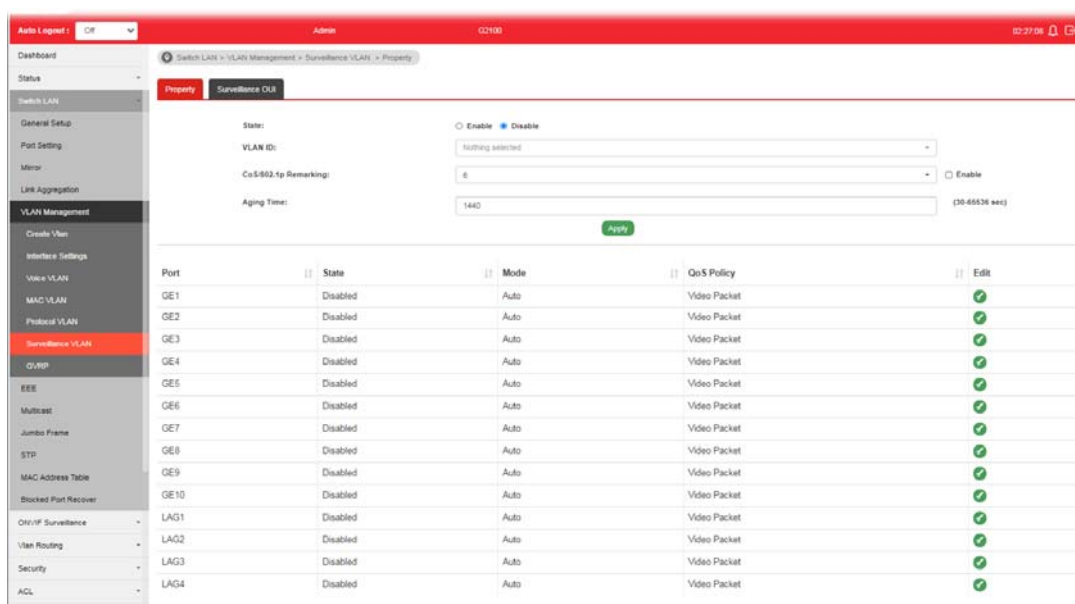 Auto Logout : Off Admin G2100 02:27:08
Dashboard
Status
Switch LAN
General Setup
Port Setting
Mirror
Link Aggregation
VLAN Management
Create Vlan
Interface Settings
Voice VLAN
MAC VLAN
Protocol VLAN
Surveillance VLAN
GVRP
EEE
Multicast
Jumbo Frame
STP
MAC Address Table
Blocked Port Recover
ONVIF Surveillance
Vlan Routing
Security
ACL
Switch LAN > VLAN Management > Surveillance VLAN > Property
Property Surveillance OUI
State: Enable Disable
VLAN ID: Nothing selected
CoS/802.1p Remarking: 6 Enable
Aging Time: 1440 (30-65536 sec)
Apply
Port State Mode QoS Policy Edit
GE1 Disabled Auto Video Packet
GE2 Disabled Auto Video Packet
GE3 Disabled Auto Video Packet
GE4 Disabled Auto Video Packet
GE5 Disabled Auto Video Packet
GE6 Disabled Auto Video Packet
GE7 Disabled Auto Video Packet
GE8 Disabled Auto Video Packet
GE9 Disabled Auto Video Packet
GE10 Disabled Auto Video Packet
LAG1 Disabled Auto Video Packet
LAG2 Disabled Auto Video Packet
LAG3 Disabled Auto Video Packet
LAG4 Disabled Auto Video Packet